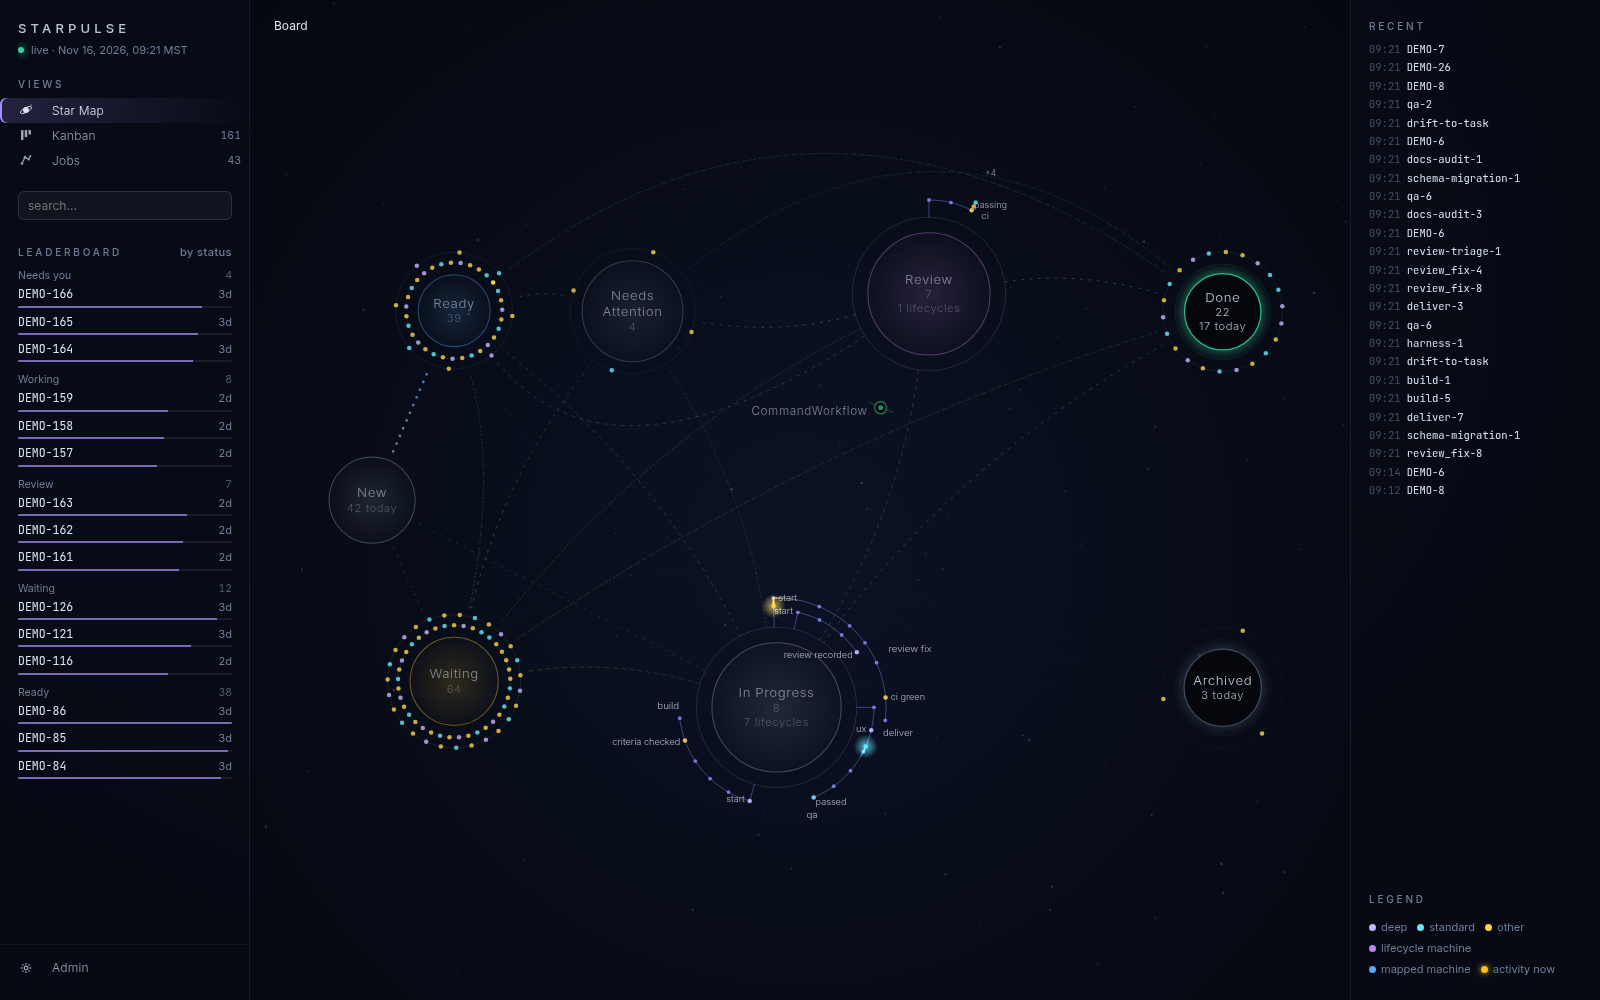 STARPULSE
live · Nov 16, 2026, 09:21 MST
VIEWS
Star Map
Kanban 161
Jobs 43
search...
LEADERBOARD by status
Needs you 4
DEMO-166 3d
DEMO-165 3d
DEMO-164 3d
Working 8
DEMO-159 2d
DEMO-158 2d
DEMO-157 2d
Review 7
DEMO-163 2d
DEMO-162 2d
DEMO-161 2d
Waiting 12
DEMO-126 3d
DEMO-121 3d
DEMO-116 2d
Ready 38
DEMO-86 3d
DEMO-85 3d
DEMO-84 3d
Admin
Board
+4
passing
ci
Review
7
1 lifecycles
Ready
39
Needs
Attention
4
Done
22
17 today
CommandWorkflow
New
42 today
start
start
review recorded
review fix
Waiting
64
In Progress
8
7 lifecycles
Archived
3 today
build
ci green
criteria checked
ux
deliver
start
passed
qa
RECENT
09:21 DEMO-7
09:21 DEMO-26
09:21 DEMO-8
09:21 qa-2
09:21 drift-to-task
09:21 DEMO-6
09:21 docs-audit-1
09:21 schema-migration-1
09:21 qa-6
09:21 docs-audit-3
09:21 DEMO-6
09:21 review-triage-1
09:21 review_fix-4
09:21 review_fix-8
09:21 deliver-3
09:21 qa-6
09:21 harness-1
09:21 drift-to-task
09:21 build-1
09:21 build-5
09:21 deliver-7
09:21 schema-migration-1
09:21 review_fix-8
09:14 DEMO-6
09:12 DEMO-8
LEGEND
deep standard other
lifecycle machine
mapped machine activity now